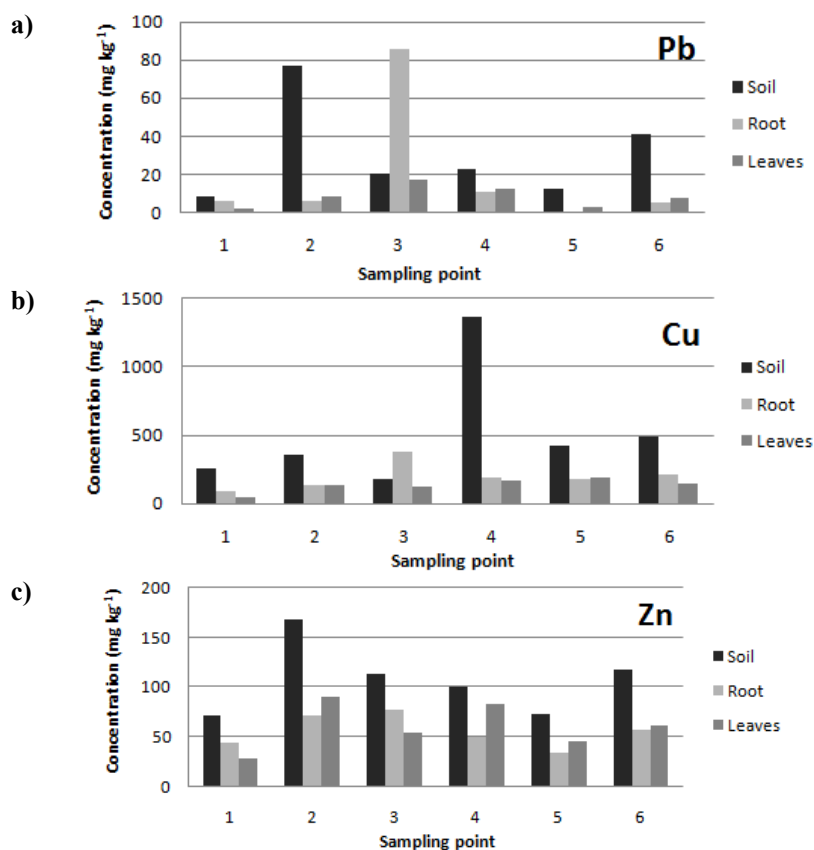 a)
Pb
Concentration (mg kg⁻¹)
100
80
60
40
20
0
1 2 3 4 5 6
Sampling point
Soil
Root
Leaves
b)
Cu
Concentration (mg kg⁻¹)
1500
1000
500
0
1 2 3 4 5 6
Sampling point
Soil
Root
Leaves
c)
Zn
Concentration (mg kg⁻¹)
200
150
100
50
0
1 2 3 4 5 6
Sampling point
Soil
Root
Leaves